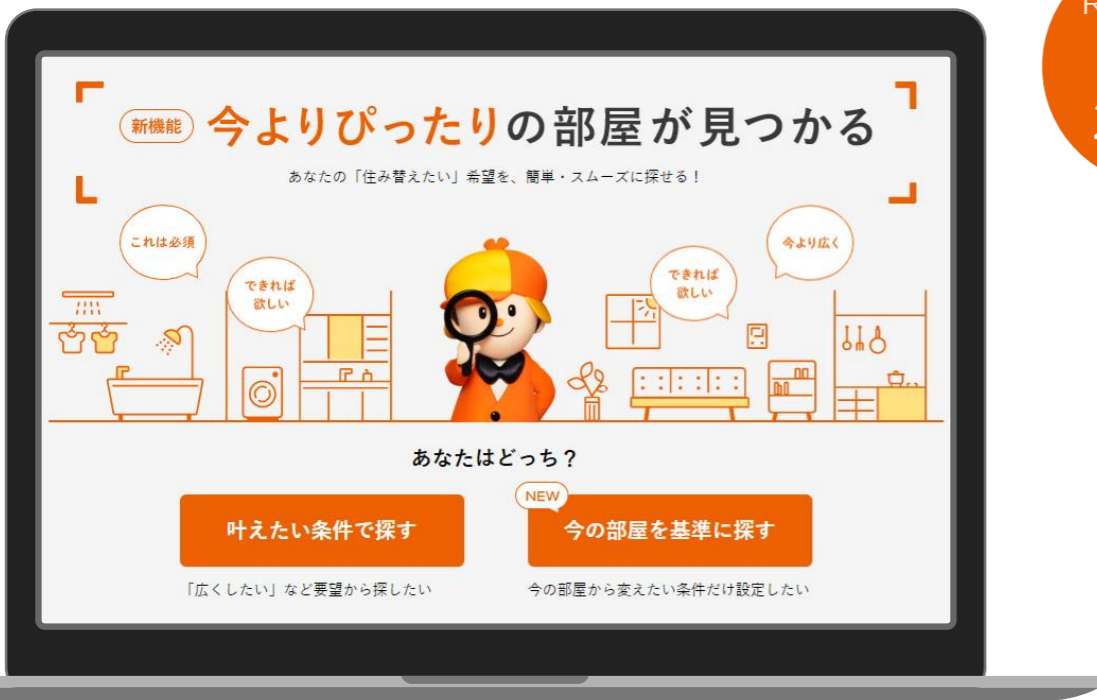 新機能
今よりぴったりの部屋が見つかる
あなたの「住み替えたい」希望を、簡単・スムーズに探せる！
これは必須
できれば
欲しい
できれば
欲しい
今より広く
あなたはどっち？
叶えたい条件で探す
「広くしたい」など要望から探したい
NEW
今の部屋を基準に探す
今の部屋から変えたい条件だけ設定したい